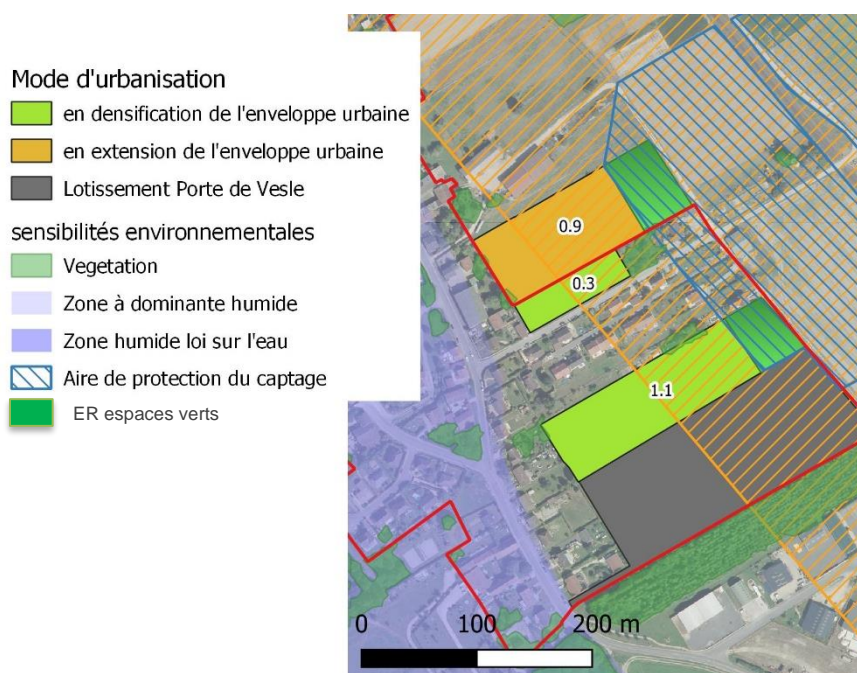 Mode d'urbanisation
en densification de l'enveloppe urbaine
en extension de l'enveloppe urbaine
Lotissement Porte de Vesle
sensibilités environnementales
Vegetation
Zone à dominante humide
Zone humide loi sur l'eau
Aire de protection du captage
ER espaces verts
0.9
0.3
1.1
0 100 200 m